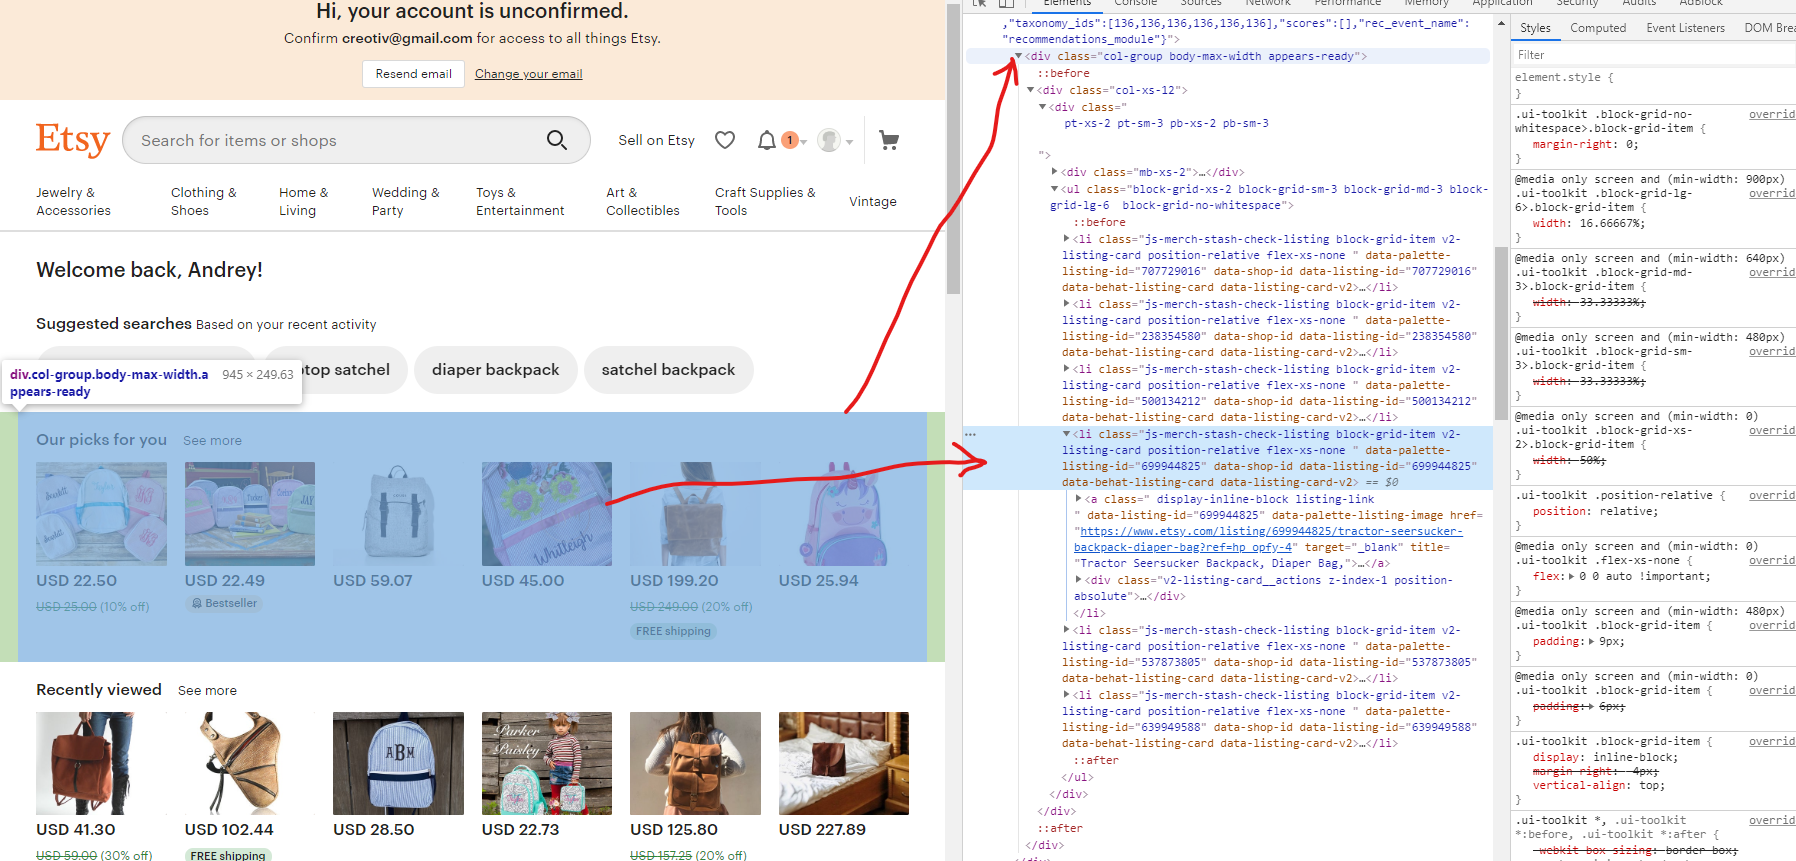 Hi, your account is unconfirmed.
Confirm creotiv@gmail.com for access to all things Etsy.
Resend email Change your email
Etsy
Search for items or shops
Sell on Etsy
1
Jewelry & Accessories
Clothing & Shoes
Home & Living
Wedding & Party
Toys & Entertainment
Art & Collectibles
Craft Supplies & Tools
Vintage
Welcome back, Andrey!
Suggested searches Based on your recent activity
ptop satchel
diaper backpack
satchel backpack
div.col-group.body-max-width.a
ppears-ready
945 × 249.63
Our picks for you See more
Whitleigh
USD 22.50
USD 25.00 (10% off)
USD 22.49
Bestseller
USD 59.07
USD 45.00
USD 199.20
USD 249.00 (20% off)
FREE shipping
USD 25.94
Recently viewed See more
ABM
Parker
Paisley
USD 41.30
USD 59.00 (30% off)
USD 102.44
FREE shipping
USD 28.50
USD 22.73
USD 125.80
USD 157.25 (20% off)
USD 227.89
Elements Console Sources Network Performance Memory Application Security Audits AdBlock
,"taxonomy_ids":[136,136,136,136,136,136],"scores":[],"rec_event_name":
"recommendations_module"}">
<div class="col-group body-max-width appears-ready">
::before
<div class="col-xs-12">
<div class="
pt-xs-2 pt-sm-3 pb-xs-2 pb-sm-3
">
<div class="mb-xs-2">…</div>
<ul class="block-grid-xs-2 block-grid-sm-3 block-grid-md-3 block-
grid-lg-6  block-grid-no-whitespace">
::before
<li class="js-merch-stash-check-listing block-grid-item v2-
listing-card position-relative flex-xs-none " data-palette-
listing-id="707729016" data-shop-id data-listing-id="707729016"
data-behat-listing-card data-listing-card-v2>…</li>
<li class="js-merch-stash-check-listing block-grid-item v2-
listing-card position-relative flex-xs-none " data-palette-
listing-id="238354580" data-shop-id data-listing-id="238354580"
data-behat-listing-card data-listing-card-v2>…</li>
<li class="js-merch-stash-check-listing block-grid-item v2-
listing-card position-relative flex-xs-none " data-palette-
listing-id="500134212" data-shop-id data-listing-id="500134212"
data-behat-listing-card data-listing-card-v2>…</li>
<li class="js-merch-stash-check-listing block-grid-item v2-
listing-card position-relative flex-xs-none " data-palette-
listing-id="699944825" data-shop-id data-listing-id="699944825"
data-behat-listing-card data-listing-card-v2> == $0
<a class=" display-inline-block listing-link
" data-listing-id="699944825" data-palette-listing-image href=
"https://www.etsy.com/listing/699944825/tractor-seersucker-
backpack-diaper-bag?ref=hp_opfy-4" target="_blank" title=
"Tractor Seersucker Backpack, Diaper Bag,">…</a>
<div class="v2-listing-card__actions z-index-1 position-
absolute">…</div>
</li>
<li class="js-merch-stash-check-listing block-grid-item v2-
listing-card position-relative flex-xs-none " data-palette-
listing-id="537873805" data-shop-id data-listing-id="537873805"
data-behat-listing-card data-listing-card-v2>…</li>
<li class="js-merch-stash-check-listing block-grid-item v2-
listing-card position-relative flex-xs-none " data-palette-
listing-id="639949588" data-shop-id data-listing-id="639949588"
data-behat-listing-card data-listing-card-v2>…</li>
::after
</ul>
</div>
</div>
::after
</div>
Styles Computed Event Listeners DOM Brea
Filter
element.style {
}
.ui-toolkit .block-grid-no- overrid
whitespace>.block-grid-item {
margin-right: 0;
}
@media only screen and (min-width: 900px)
.ui-toolkit .block-grid-lg- overrid
6>.block-grid-item {
width: 16.66667%;
}
@media only screen and (min-width: 640px)
.ui-toolkit .block-grid-md- overrid
3>.block-grid-item {
width: 33.33333%;
}
@media only screen and (min-width: 480px)
.ui-toolkit .block-grid-sm- overrid
3>.block-grid-item {
width: 33.33333%;
}
@media only screen and (min-width: 0)
.ui-toolkit .block-grid-xs- overrid
2>.block-grid-item {
width: 50%;
}
.ui-toolkit .position-relative { overrid
position: relative;
}
@media only screen and (min-width: 0)
.ui-toolkit .flex-xs-none { overrid
flex: 0 0 auto !important;
}
@media only screen and (min-width: 480px)
.ui-toolkit .block-grid-item { overrid
padding: 9px;
}
@media only screen and (min-width: 0)
.ui-toolkit .block-grid-item { overrid
padding: 6px;
}
.ui-toolkit .block-grid-item { overrid
display: inline-block;
margin-right: -4px;
vertical-align: top;
}
.ui-toolkit *, .ui-toolkit overrid
*:before, .ui-toolkit *:after {
-webkit-box-sizing: border-box;